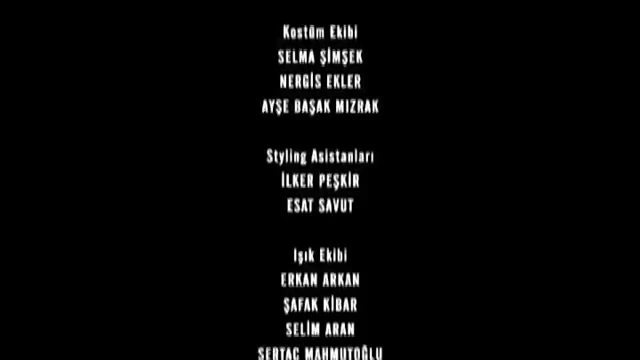 Kostüm Ekibi
SELMA ŞİMŞEK
NERGİS EKLER
AYŞE BAŞAK MIZRAK
Styling Asistanları
İLKER PEŞKİR
ESAT SAVUT
Işık Ekibi
ERKAN ARKAN
ŞAFAK KİBAR
SELİM ARAN
SERTAÇ MAHMUTOĞLU